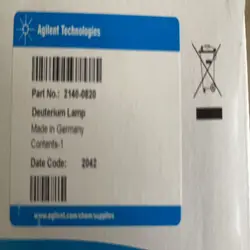 Agilent Technologies
Part No.: 2140-0820
Deuterium Lamp
Made in Germany
Contents-1
Date Code: 2042
www.agilent.com/chem/supplies